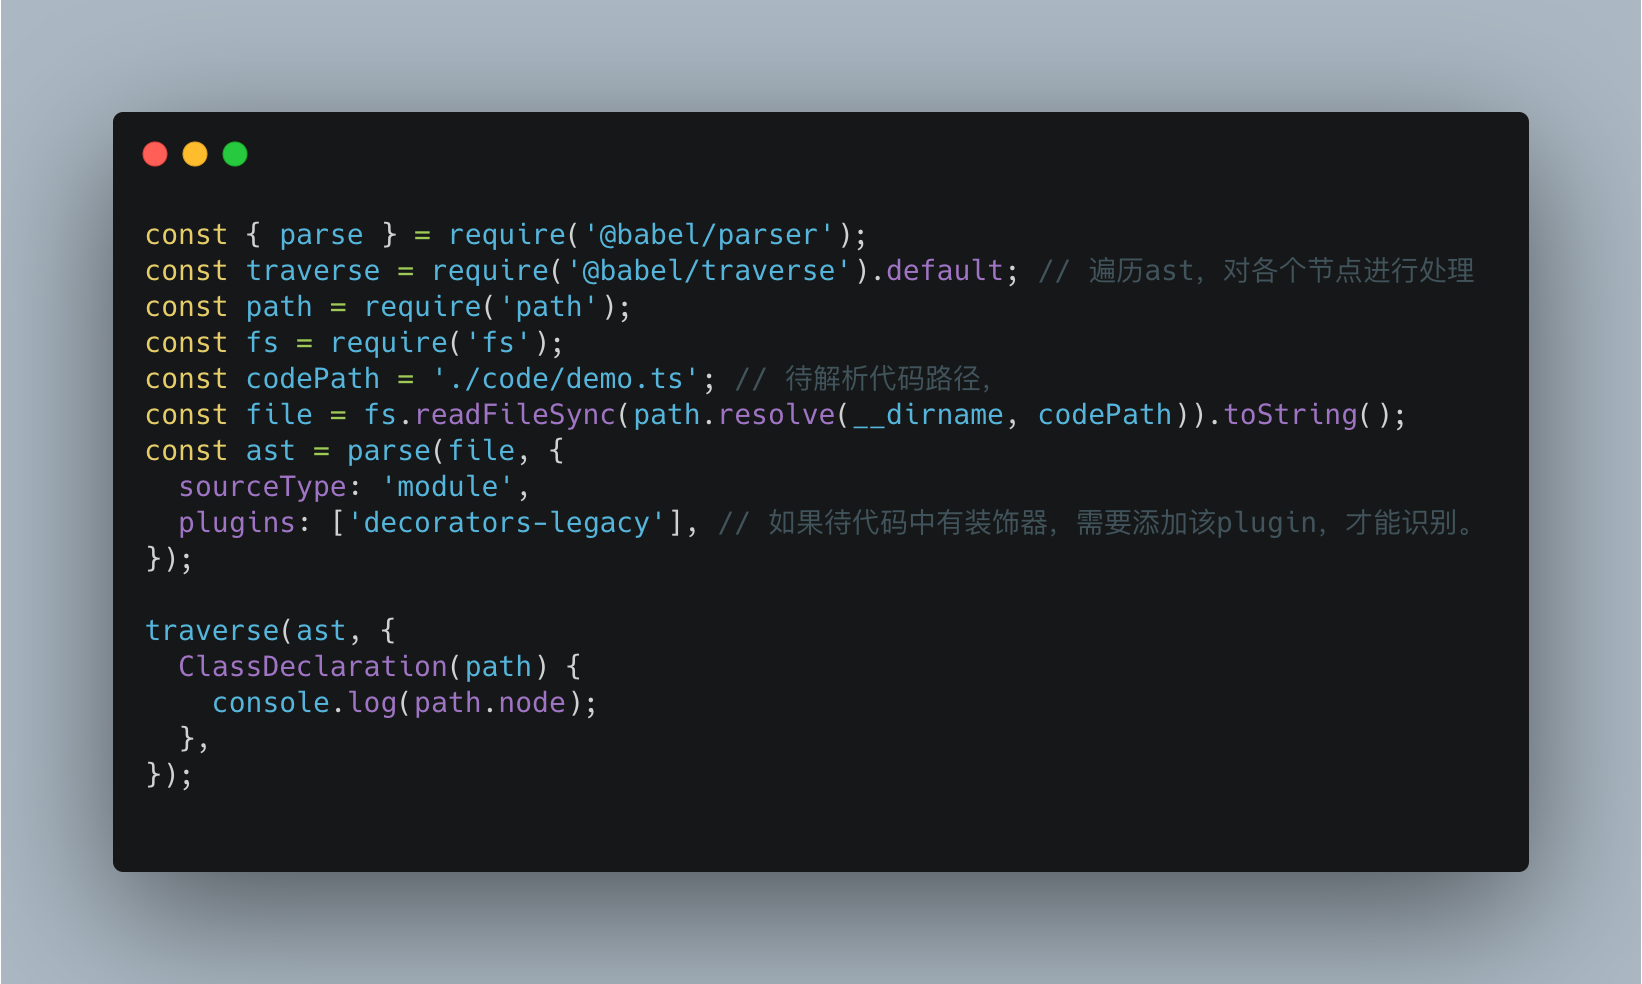 const { parse } = require('@babel/parser');
const traverse = require('@babel/traverse').default; // 遍历ast，对各个节点进行处理
const path = require('path');
const fs = require('fs');
const codePath = './code/demo.ts'; // 待解析代码路径，
const file = fs.readFileSync(path.resolve(__dirname, codePath)).toString();
const ast = parse(file, {
  sourceType: 'module',
  plugins: ['decorators-legacy'], // 如果待代码中有装饰器，需要添加该plugin，才能识别。
});

traverse(ast, {
  ClassDeclaration(path) {
    console.log(path.node);
  },
});